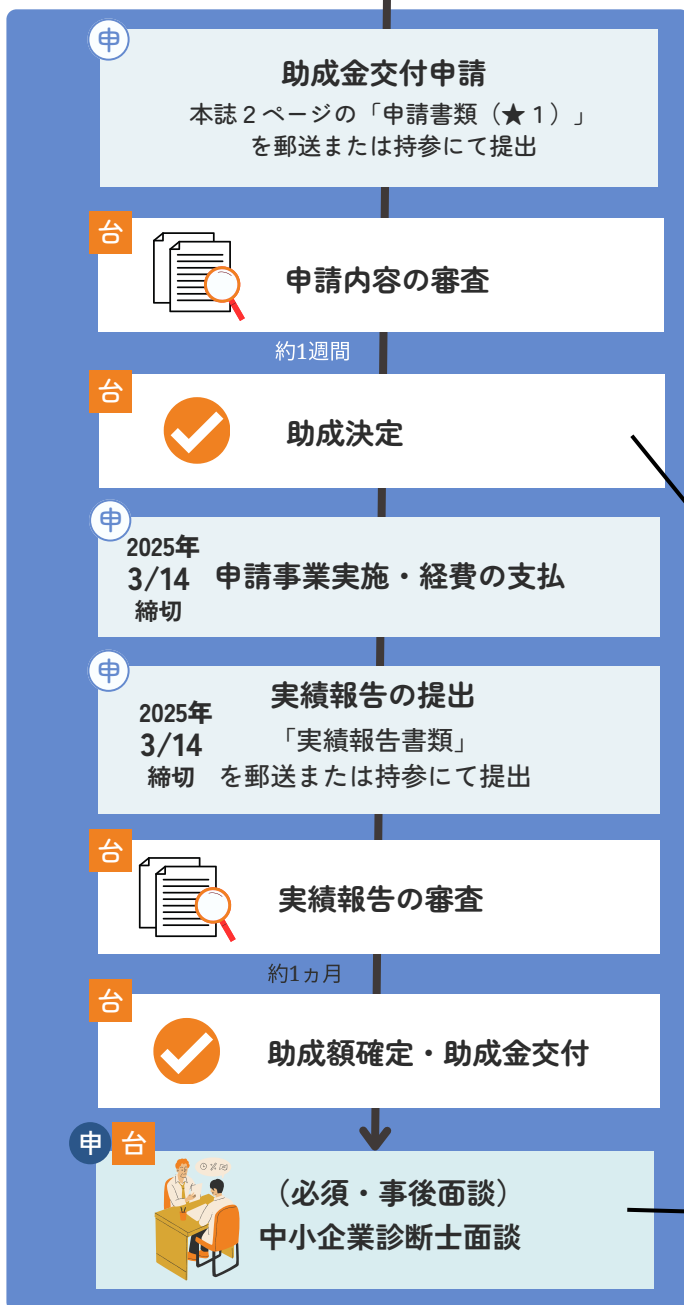 申
助成金交付申請
本誌２ページの「申請書類（★１）」
を郵送または持参にて提出
台
申請内容の審査
約1週間
台
助成決定
申
2025年
3/14
締切
申請事業実施・経費の支払
申
実績報告の提出
2025年
3/14
締切
「実績報告書類」
を郵送または持参にて提出
台
実績報告の審査
約1ヵ月
台
助成額確定・助成金交付
申 台
（必須・事後面談）
中小企業診断士面談